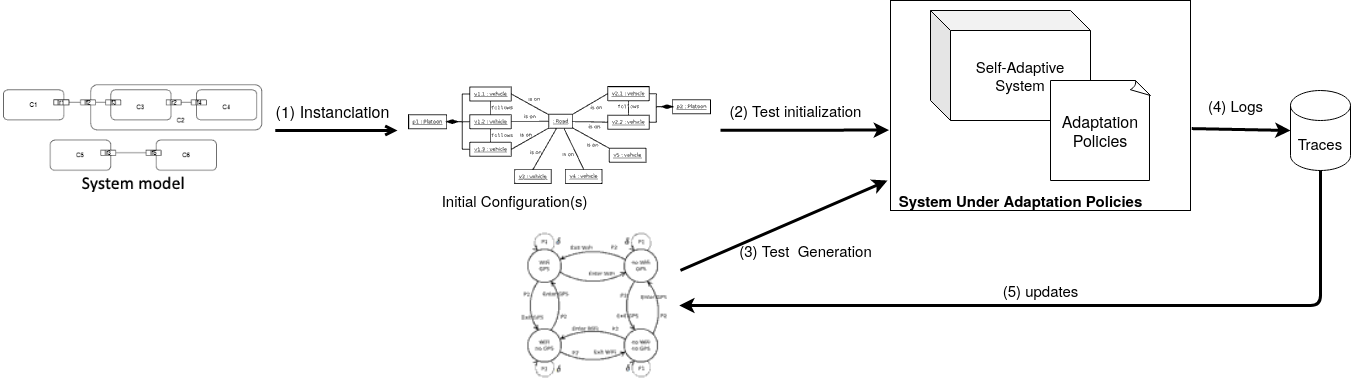 C1
C3
C4
C2
C5
C6
System model
(1) Instanciation
v1.1 : vehicle
follows
p1 : Platoon
v1.2 : vehicle
follows
v1.3 : vehicle
is on
is on
is on
is on
:Road
is on
is on
is on
is on
v2.1 : vehicle
follows
p2 : Platoon
v2.2 : vehicle
v5 : vehicle
v3 : vehicle
v4 : vehicle
Initial Configuration(s)
(2) Test initialization
Self-Adaptive
System
Adaptation
Policies
System Under Adaptation Policies
(4) Logs
Traces
(3) Test Generation
(5) updates
P1
δ
Exit WiFi
P2
δ
P1
Wifi
GPS
no Wifi
GPS
Enter WiFi
P1
Enter GPS
Exit GPS
P2
P1
Enter GPS
Exit GPS
P2
Enter WiFi
Wifi
no GPS
no Wifi
no GPS
P2
Exit WiFi
δ
δ
P1